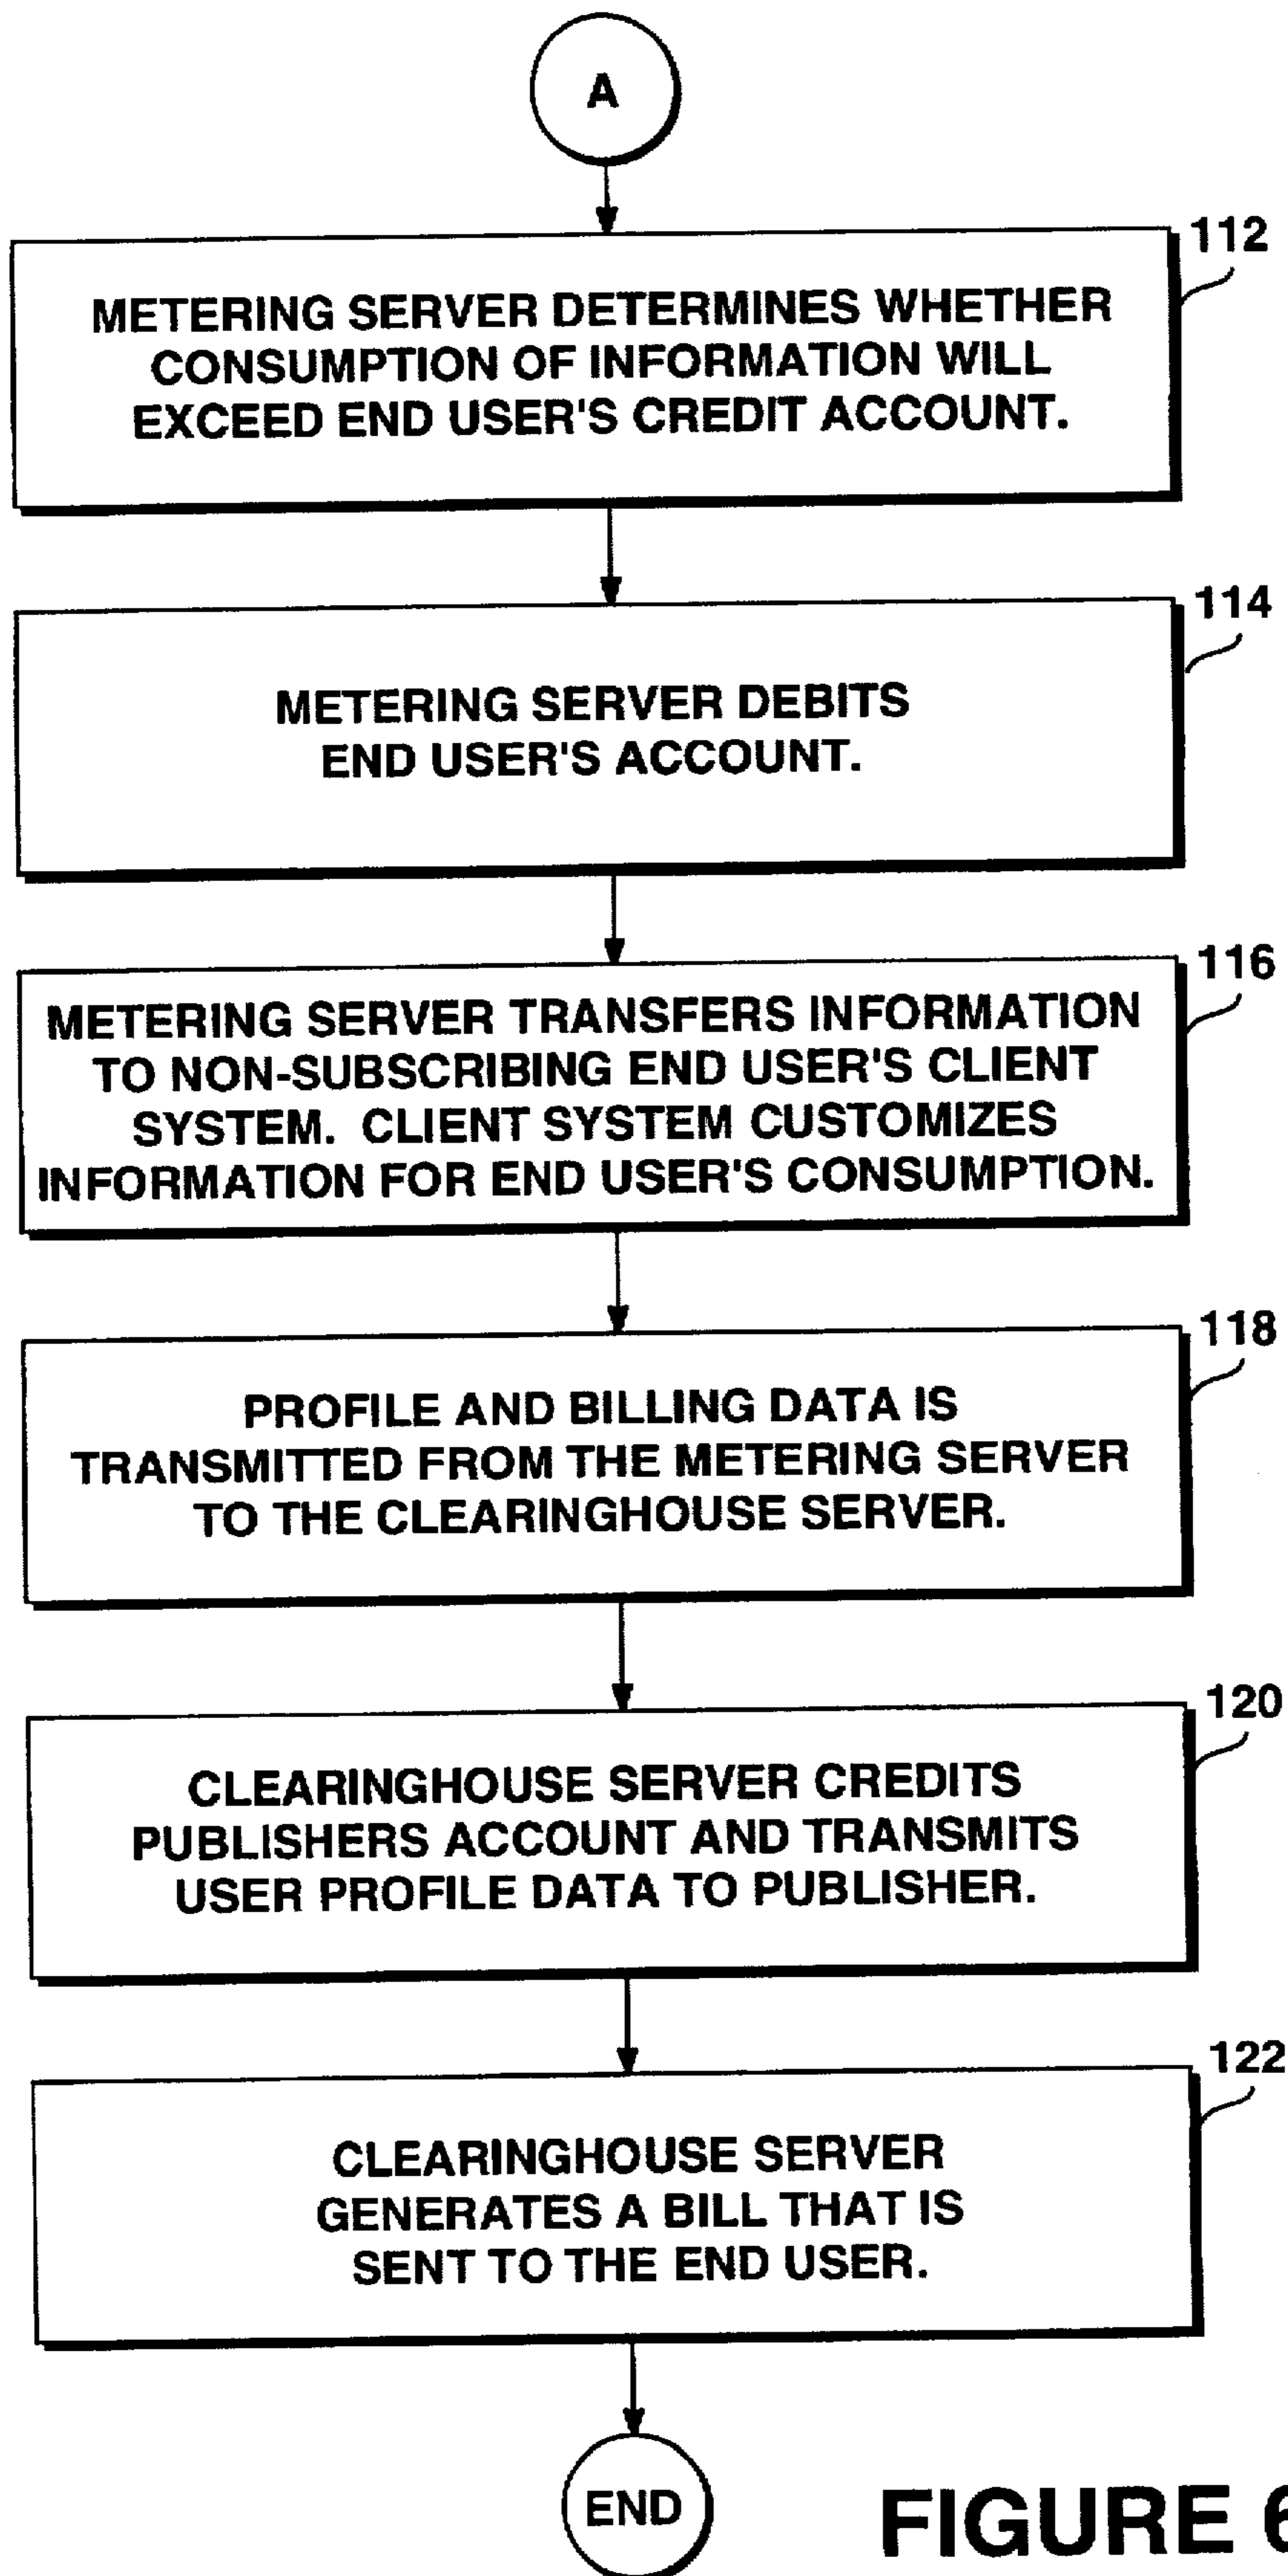 A
112
METERING SERVER DETERMINES WHETHER
CONSUMPTION OF INFORMATION WILL
EXCEED END USER'S CREDIT ACCOUNT.
114
METERING SERVER DEBITS
END USER'S ACCOUNT.
116
METERING SERVER TRANSFERS INFORMATION
TO NON-SUBSCRIBING END USER'S CLIENT
SYSTEM. CLIENT SYSTEM CUSTOMIZES
INFORMATION FOR END USER'S CONSUMPTION.
118
PROFILE AND BILLING DATA IS
TRANSMITTED FROM THE METERING SERVER
TO THE CLEARINGHOUSE SERVER.
120
CLEARINGHOUSE SERVER CREDITS
PUBLISHERS ACCOUNT AND TRANSMITS
USER PROFILE DATA TO PUBLISHER.
122
CLEARINGHOUSE SERVER
GENERATES A BILL THAT IS
SENT TO THE END USER.
END
FIGURE 6